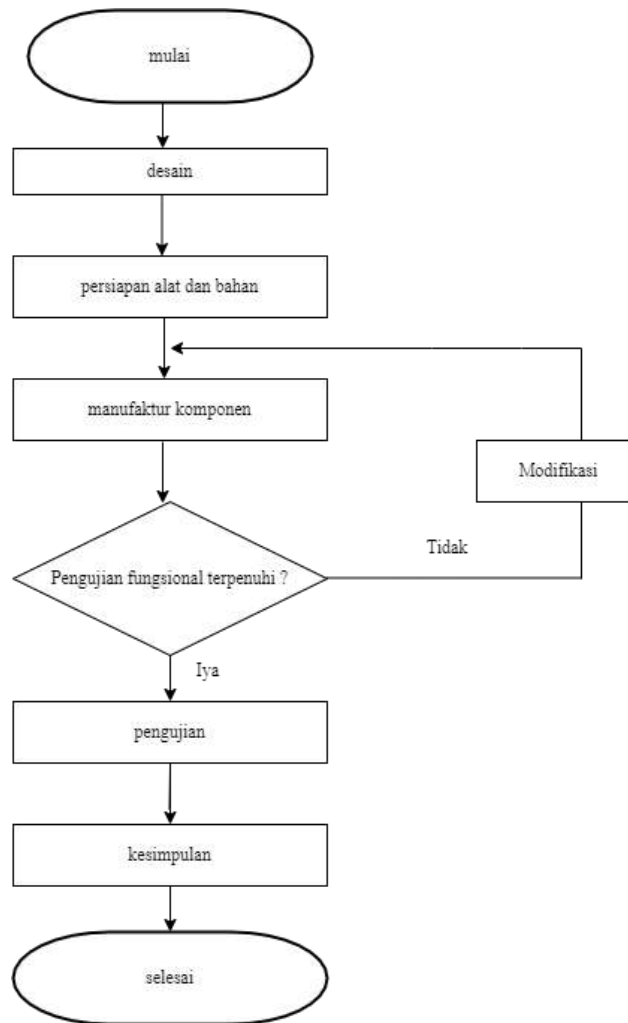 mulai
desain
persiapan alat dan bahan
manufaktur komponen
Modifikasi
Tidak
Pengujian fungsional terpenuhi ?
Iya
pengujian
kesimpulan
selesai